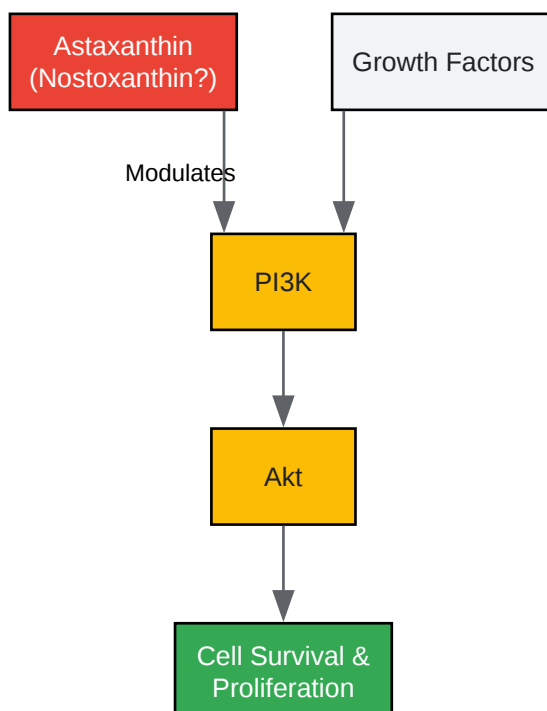 Astaxanthin
(Nostoxanthin?)
Growth Factors
Modulates
PI3K
Akt
Cell Survival &
Proliferation